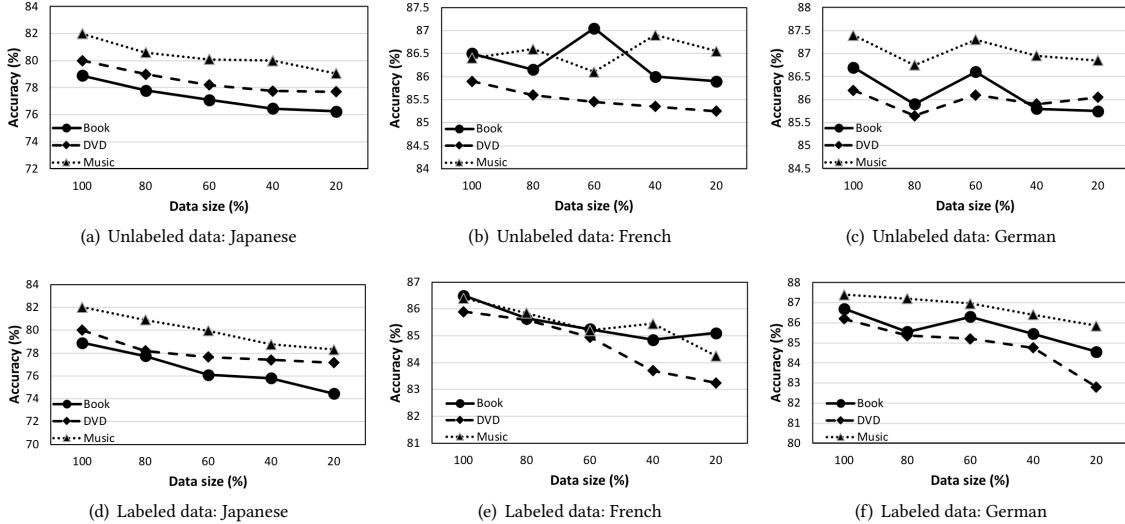 Accuracy (%)
84
82
80
78
76
74
72
Book
DVD
Music
100 80 60 40 20
Data size (%)
(a) Unlabeled data: Japanese
Accuracy (%)
87.5
87
86.5
86
85.5
85
84.5
84
Book
DVD
Music
100 80 60 40 20
Data size (%)
(b) Unlabeled data: French
Accuracy (%)
88
87.5
87
86.5
86
85.5
85
84.5
Book
DVD
Music
100 80 60 40 20
Data size (%)
(c) Unlabeled data: German
Accuracy (%)
84
82
80
78
76
74
72
70
Book
DVD
Music
100 80 60 40 20
Data size (%)
(d) Labeled data: Japanese
Accuracy (%)
87
86
85
84
83
82
81
Book
DVD
Music
100 80 60 40 20
Data size (%)
(e) Labeled data: French
Accuracy (%)
88
87
86
85
84
83
82
81
80
Book
DVD
Music
100 80 60 40 20
Data size (%)
(f) Labeled data: German